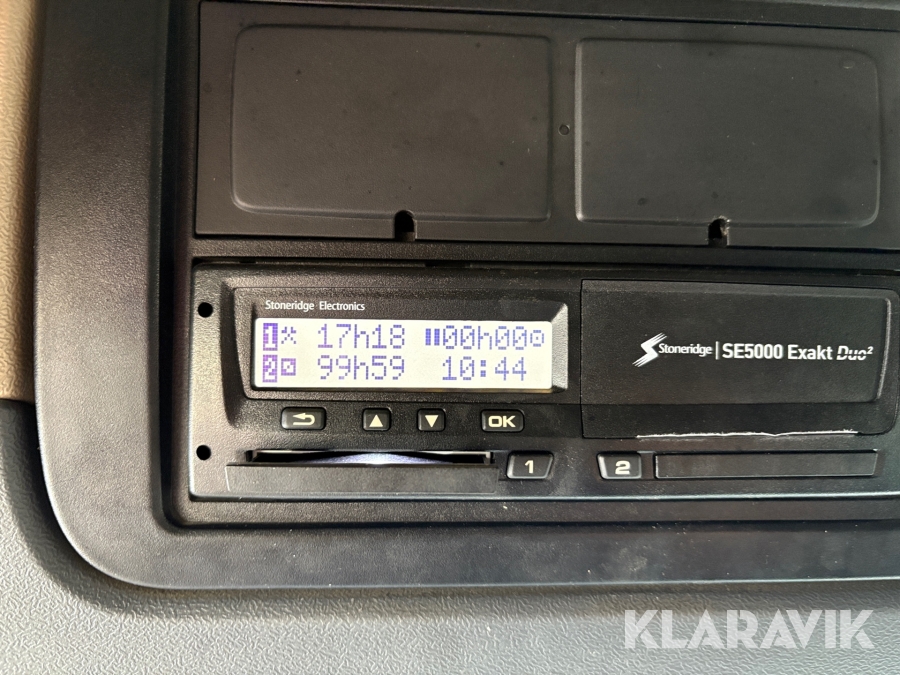 Stoneridge Electronics
1 17h18 00h00
2 99h59 10:44
Stoneridge | SE5000 Exakt Duo²
OK
1 2
KLARAVIK